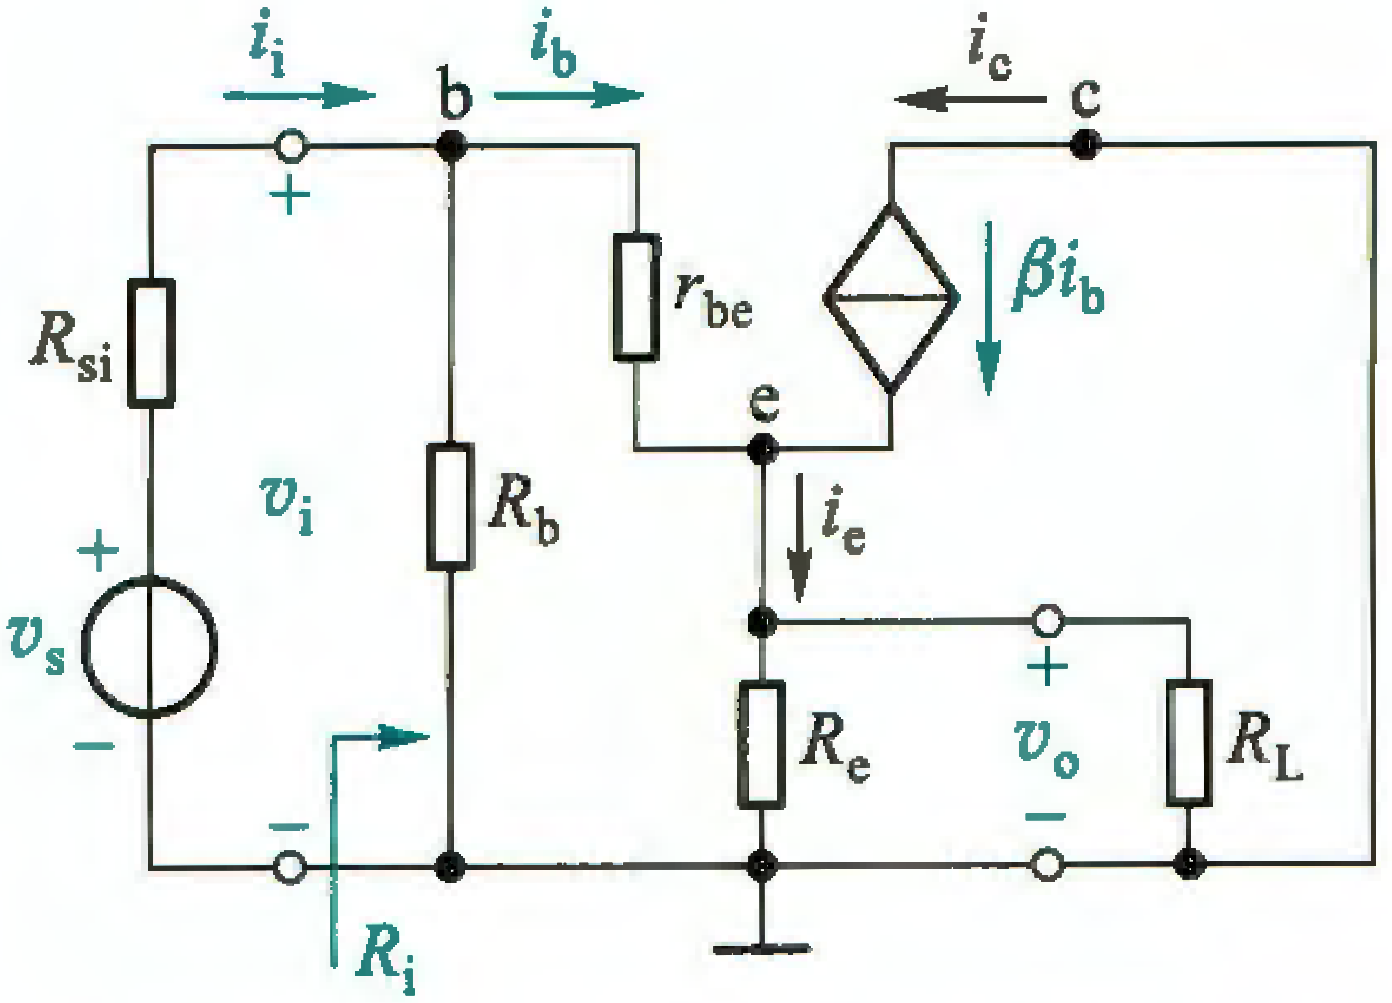 i_i
i_b
i_c
b
c
+
r_be
βi_b
R_si
e
v_i
R_b
i_e
+
v_s
+
−
R_e
v_o
R_L
−
−
R_i